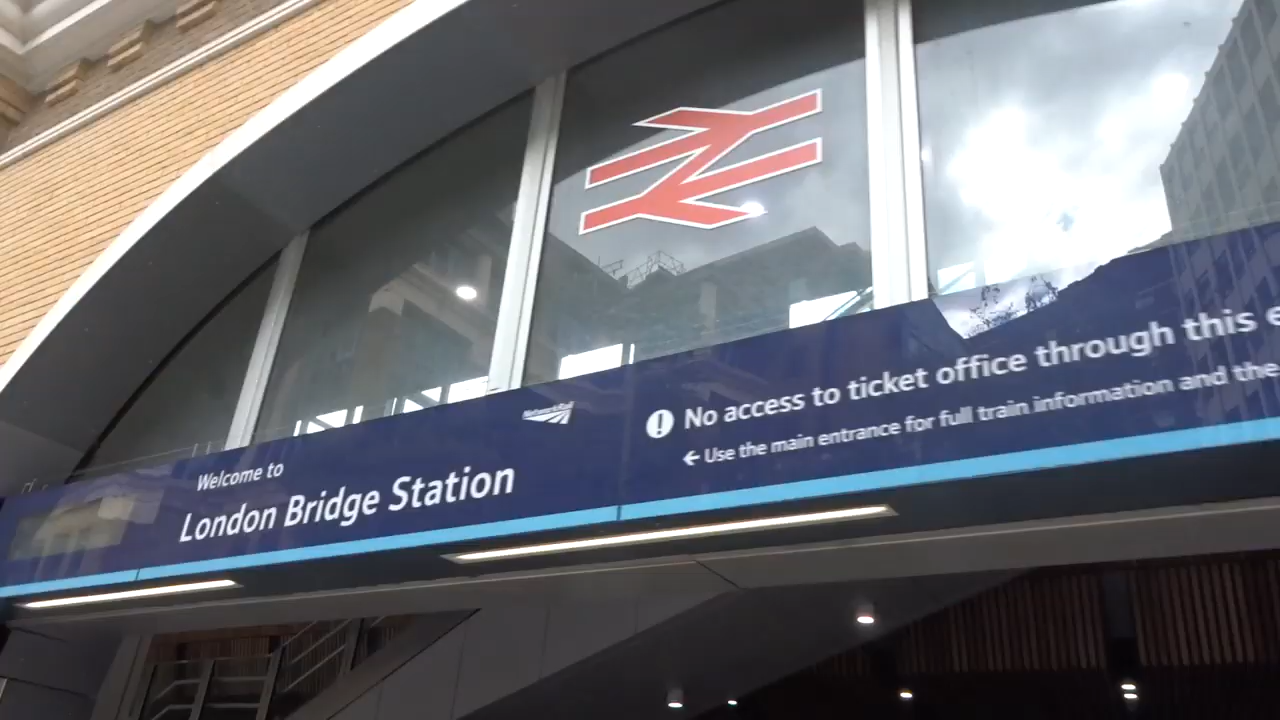 Welcome to
London Bridge Station
NetworkRail
No access to ticket office through this
← Use the main entrance for full train information and the